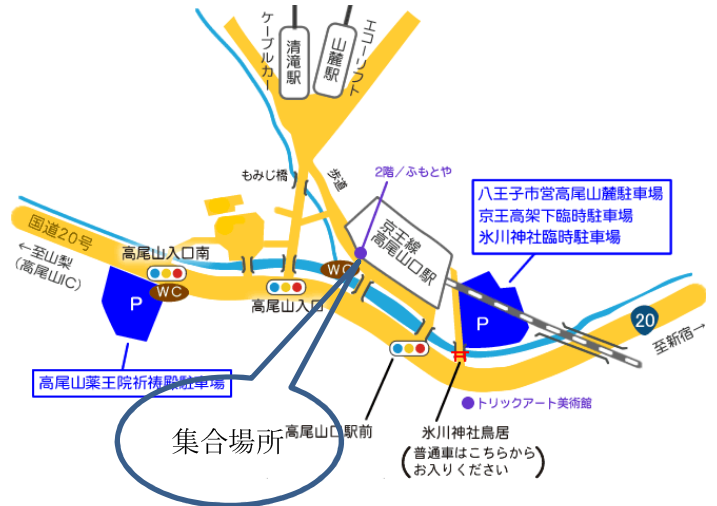 ケーブルカー
清滝駅
山麓駅
エコーリフト
もみじ橋
歩道
2階/ふもとや
八王子市営高尾山麓駐車場
京王高架下臨時駐車場
氷川神社臨時駐車場
国道20号
←至山梨
(高尾山IC)
高尾山入口南
WC
P
高尾山入口
WC
京王線
高尾山口駅
P
20
至新宿→
高尾山薬王院祈祷殿駐車場
集合場所
高尾山口駅前
氷川神社鳥居
(普通車はこちらから
お入りください)
トリックアート美術館